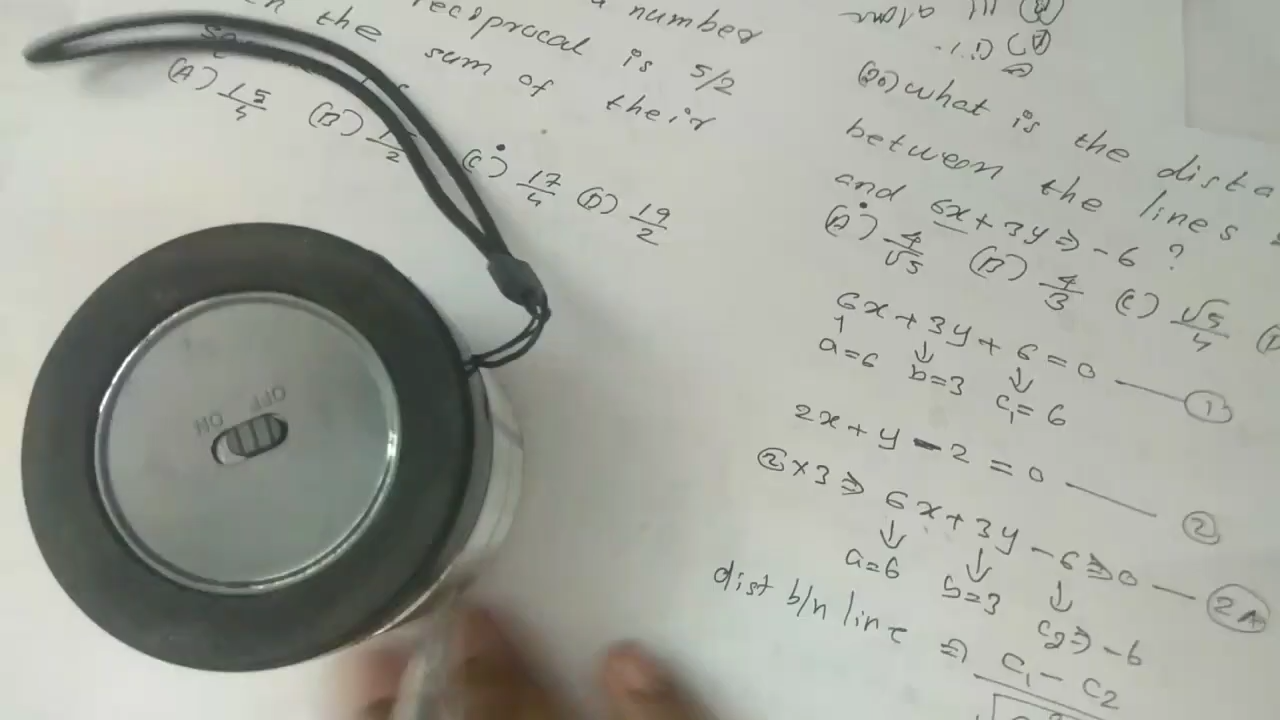 number
reciprocal is 5/2
the sum of their
(A) 15/4 (B) (C) 17/4 (D) 19/2
ON OFF
alone
(20) what is the
between the lines
and 6x + 3y = -6 ?
(A) 4/√5 (B) 4/3 (C) √5/4
6x + 3y + 6 = 0 — ①
a=6 b=3 c₁= 6
2x + y - 2 = 0 — ②
② x 3 ⇒ 6x + 3y - 6 = 0 — 2A
a=6 b=3 c₂ ⇒ -6
dist b/n line ⇒ c₁ - c₂